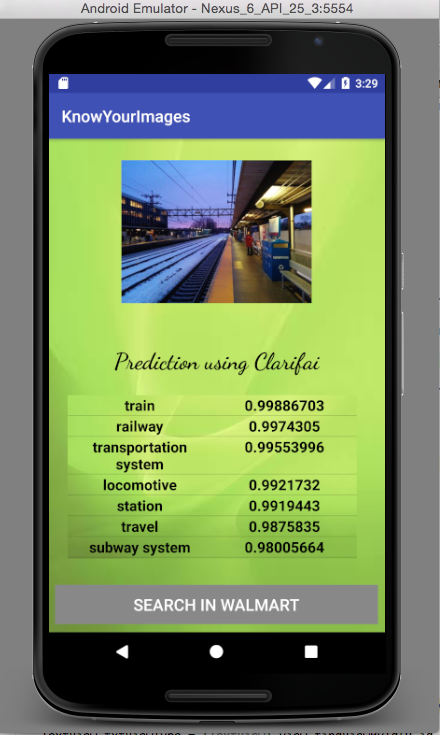 Android Emulator - Nexus_6_API_25_3:5554
3:29
KnowYourImages
Prediction using Clarifai
train 0.99886703
railway 0.9974305
transportation system 0.99553996
locomotive 0.9921732
station 0.9919443
travel 0.9875835
subway system 0.98005664
SEARCH IN WALMART